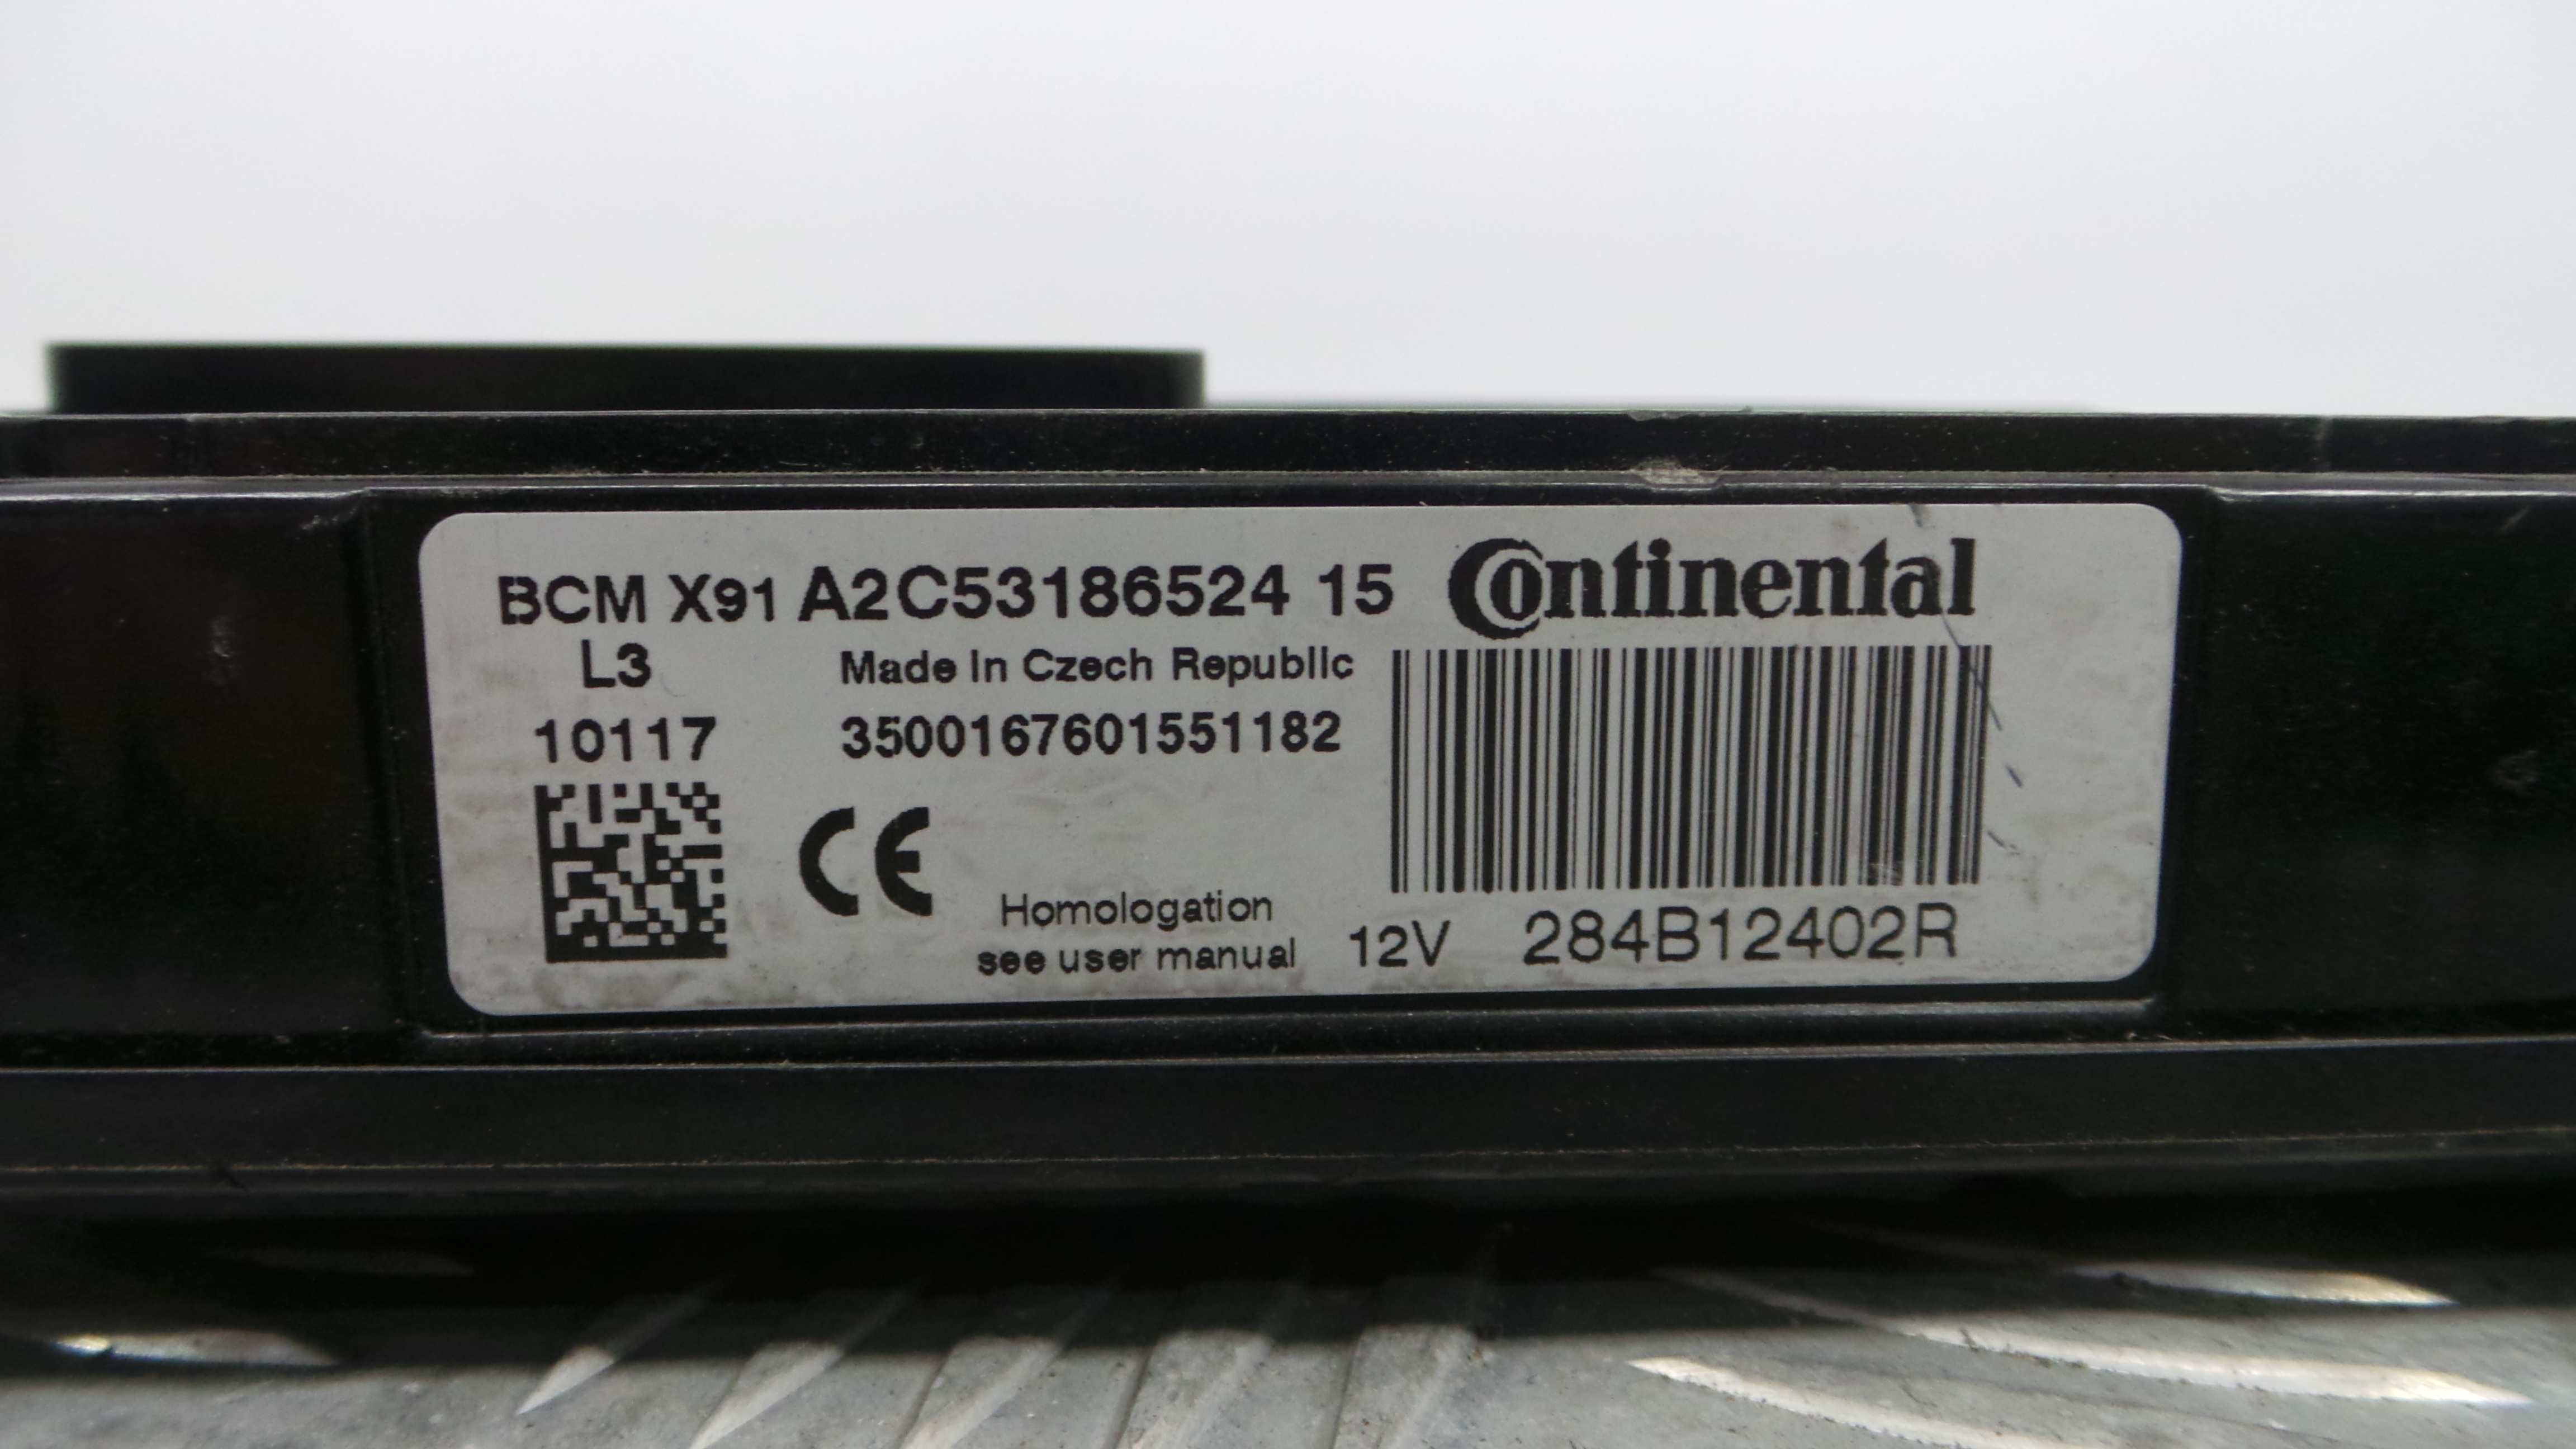 BCM X91 A2C53186524 15 Continental
L3 Made in Czech Republic
10117 3500167601551182
CE
Homologation
see user manual 12V 284B12402R